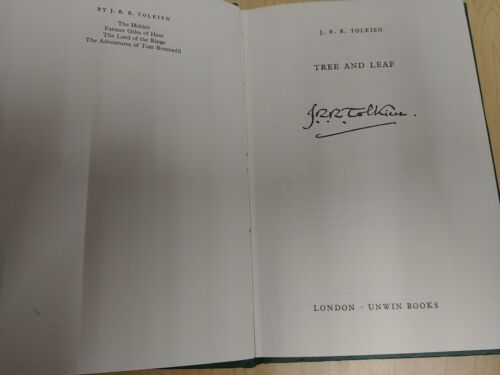 BY J. R. R. TOLKIEN
The Hobbit
Farmer Giles of Ham
The Lord of the Rings
The Adventures of Tom Bombadil
J. R. R. TOLKIEN
TREE AND LEAF
J.R.R. Tolkien.
LONDON · UNWIN BOOKS